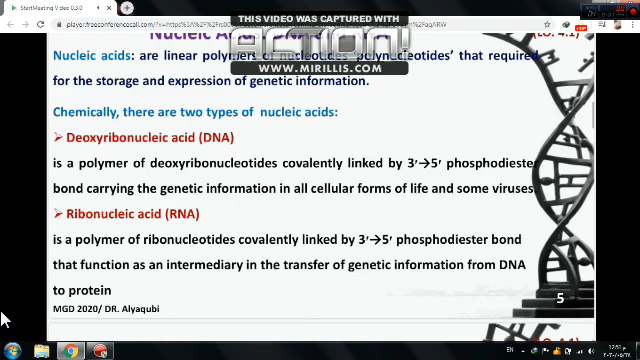 StartMeeting Video 0.3.0
THIS VIDEO WAS CAPTURED WITH
ACTION!
WWW.MIRILLIS.COM
Nucleic acids: are linear polymers of nucleotides 'polynucleotides' that required
for the storage and expression of genetic information.
Chemically, there are two types of nucleic acids:
➢ Deoxyribonucleic acid (DNA)
is a polymer of deoxyribonucleotides covalently linked by 3′→5′ phosphodiester
bond carrying the genetic information in all cellular forms of life and some viruses.
➢ Ribonucleic acid (RNA)
is a polymer of ribonucleotides covalently linked by 3′→5′ phosphodiester bond
that function as an intermediary in the transfer of genetic information from DNA
to protein
MGD 2020/ DR. Alyaqubi
5
EN